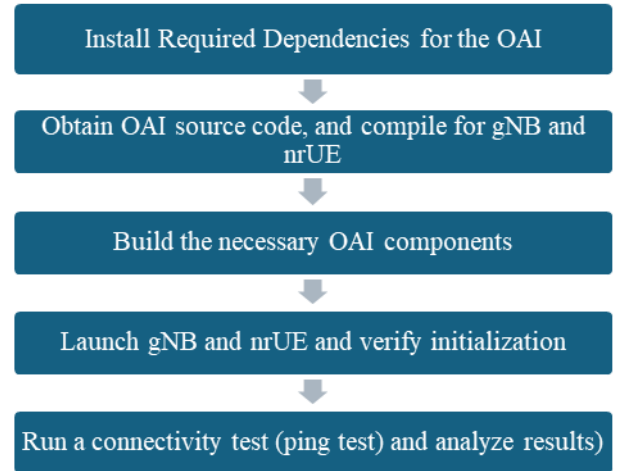 Install Required Dependencies for the OAI
Obtain OAI source code, and compile for gNB and
nrUE
Build the necessary OAI components
Launch gNB and nrUE and verify initialization
Run a connectivity test (ping test) and analyze results)